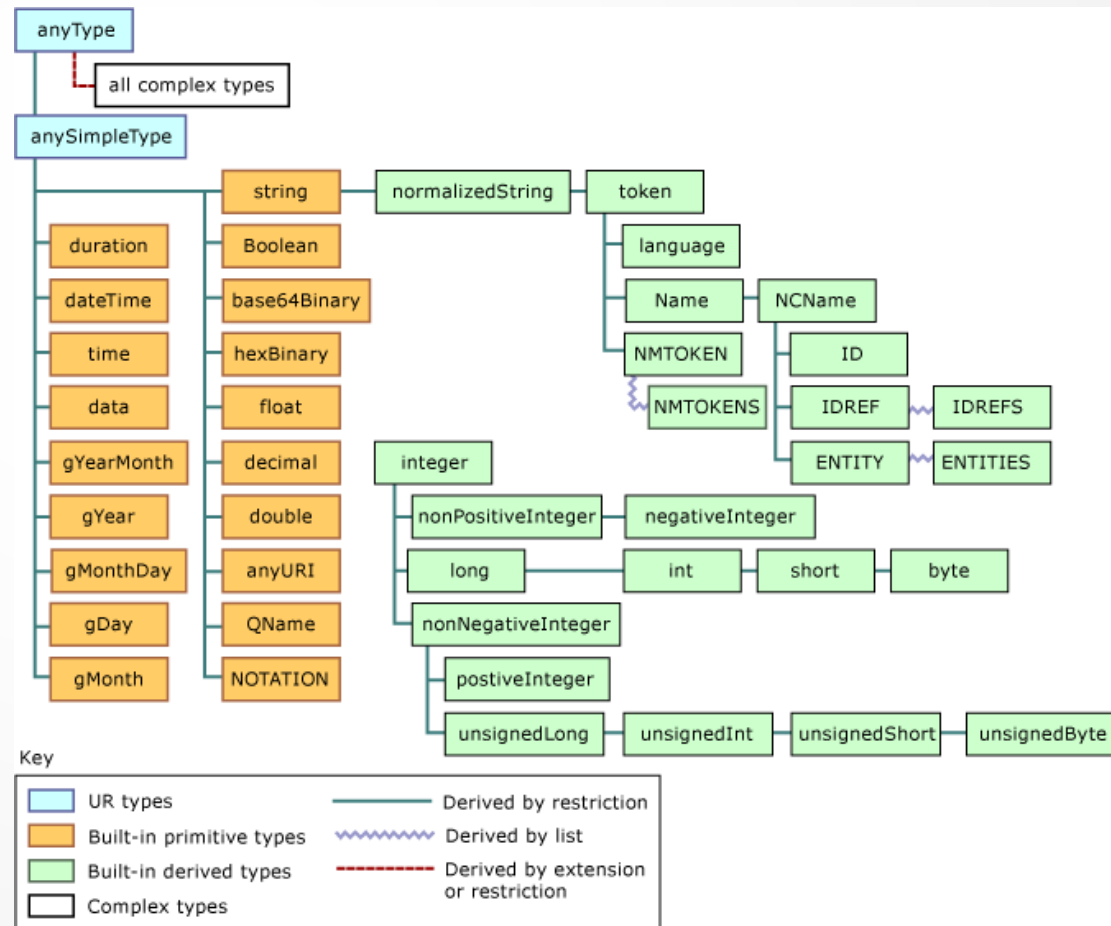 anyType
all complex types
anySimpleType
string normalizedString token
duration Boolean language
dateTime base64Binary Name NCName
time hexBinary NMTOKEN ID
data float NMTOKENS IDREF IDREFS
gYearMonth decimal integer ENTITY ENTITIES
gYear double nonPositiveInteger negativeInteger
gMonthDay anyURI long int short byte
gDay QName nonNegativeInteger
gMonth NOTATION postiveInteger
unsignedLong unsignedInt unsignedShort unsignedByte
Key
UR types Derived by restriction
Built-in primitive types Derived by list
Built-in derived types Derived by extension
or restriction
Complex types